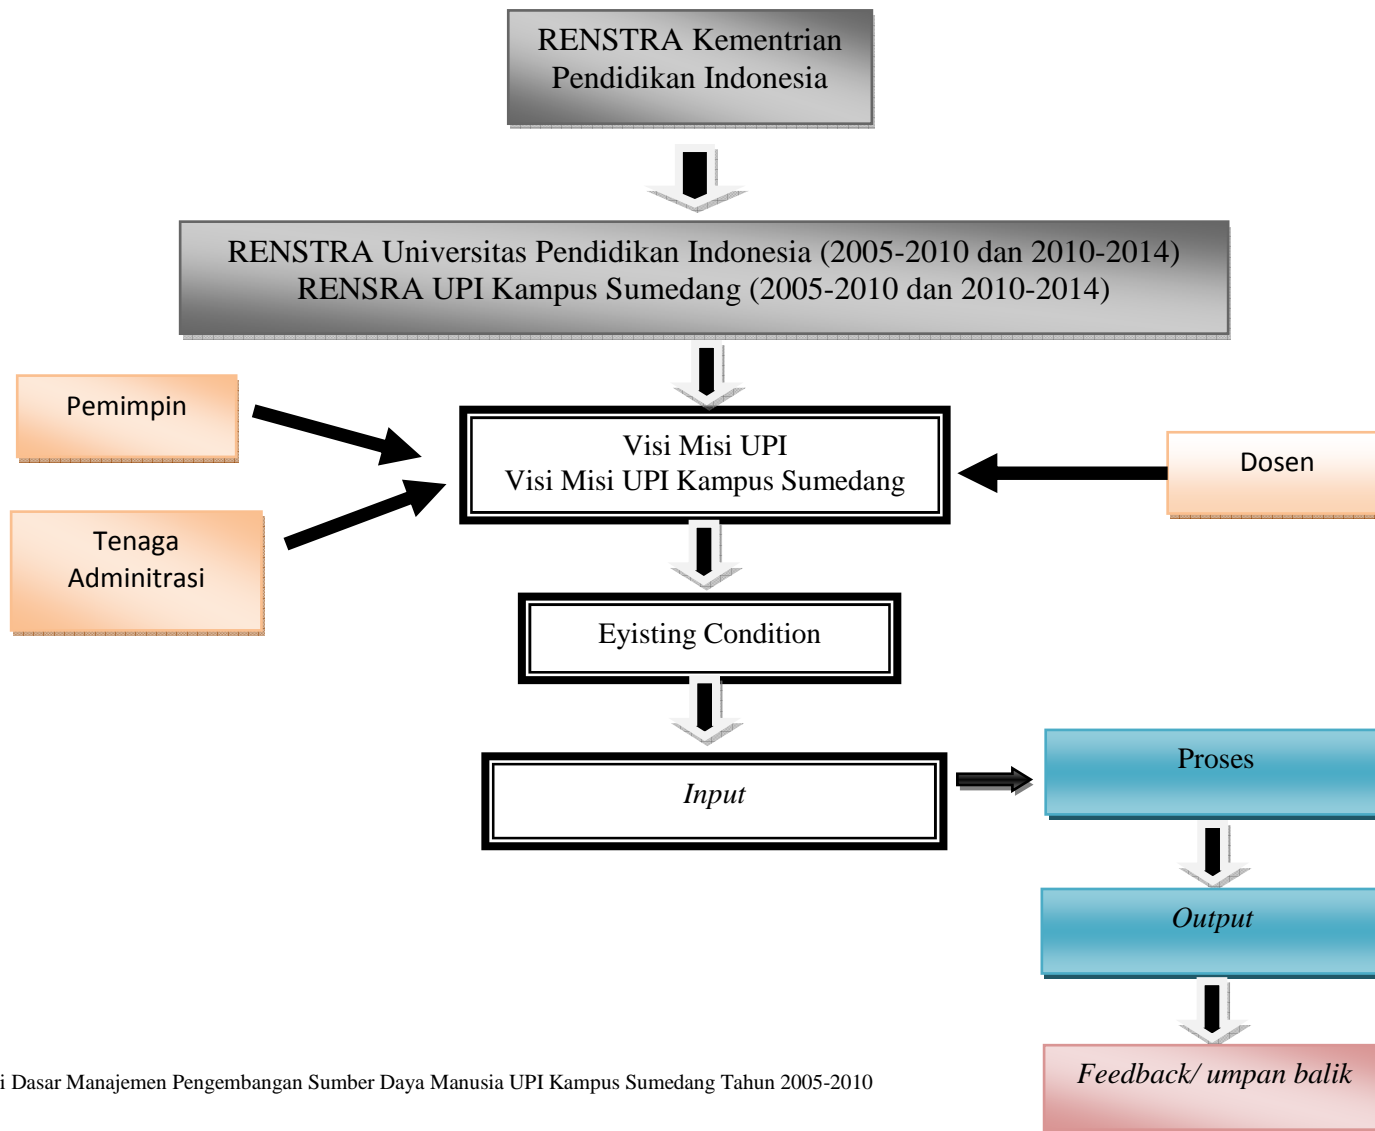 RENSTRA Kementrian
Pendidikan Indonesia
RENSTRA Universitas Pendidikan Indonesia (2005-2010 dan 2010-2014)
RENSRA UPI Kampus Sumedang (2005-2010 dan 2010-2014)
Pemimpin
Visi Misi UPI
Visi Misi UPI Kampus Sumedang
Dosen
Tenaga
Adminitrasi
Eyisting Condition
Input
Proses
Output
Feedback/ umpan balik
i Dasar Manajemen Pengembangan Sumber Daya Manusia UPI Kampus Sumedang Tahun 2005-2010